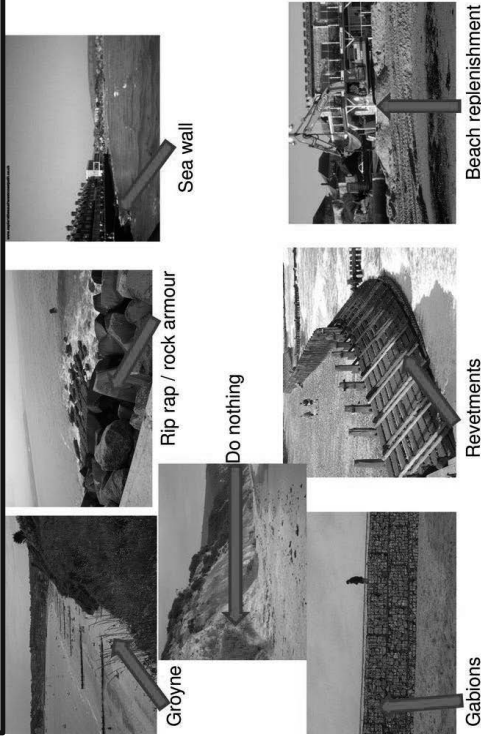 Groyne
Rip rap / rock armour
Sea wall
Do nothing
Gabions
Revetments
Beach replenishment